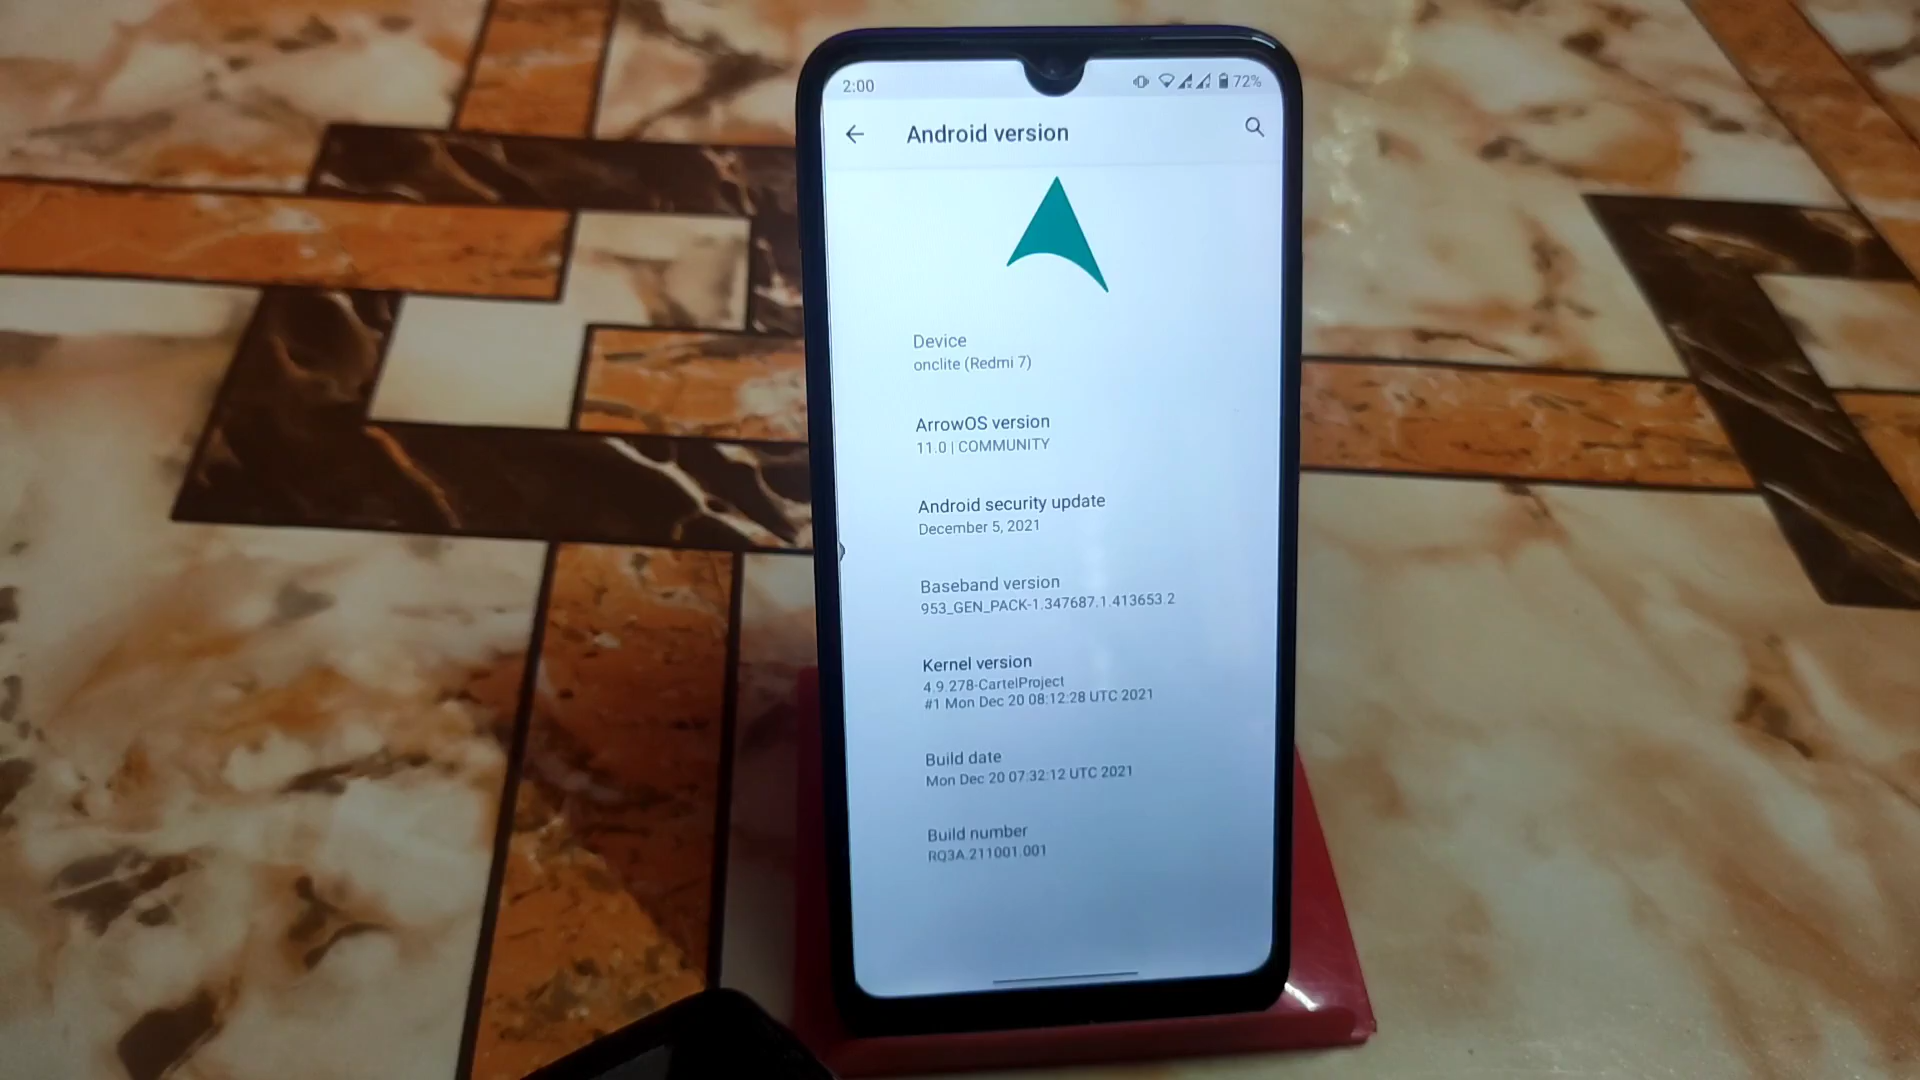 2:00
72%
Android version
Device
onclite (Redmi 7)
ArrowOS version
11.0 | COMMUNITY
Android security update
December 5, 2021
Baseband version
953_GEN_PACK-1.347687.1.413653.2
Kernel version
4.9.278-CartelProject
#1 Mon Dec 20 08:12:28 UTC 2021
Build date
Mon Dec 20 07:32:12 UTC 2021
Build number
RQ3A.211001.001